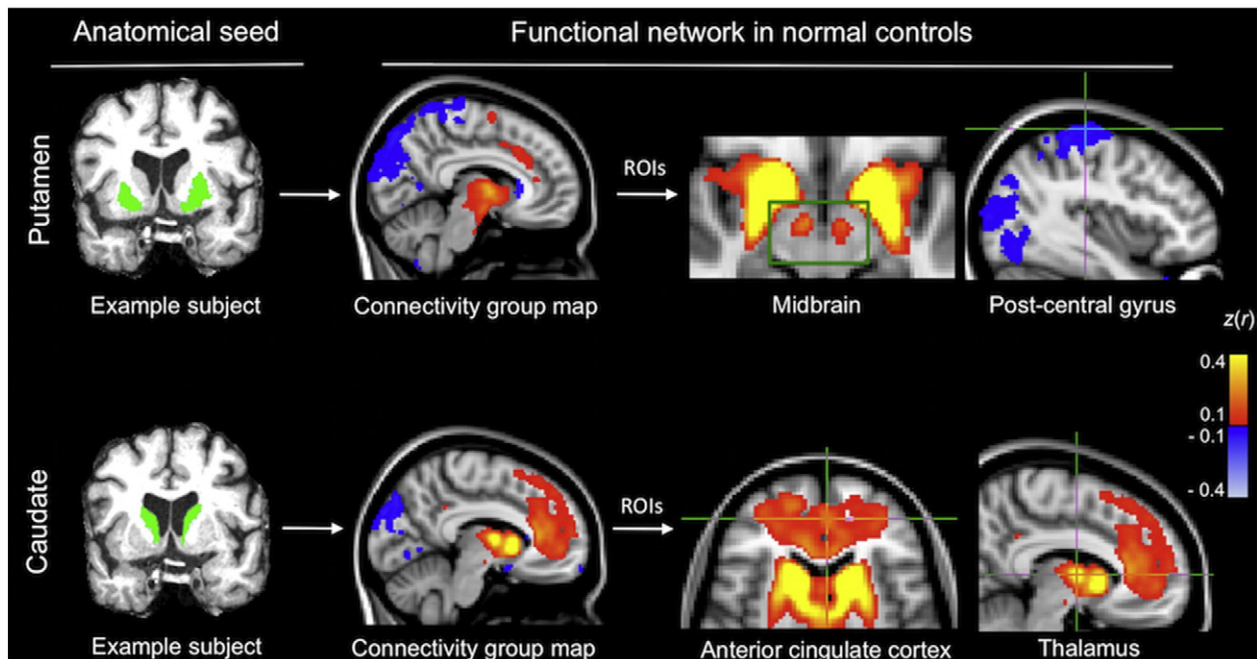 Anatomical seed
Functional network in normal controls
Putamen
ROIs
Example subject
Connectivity group map
Midbrain
Post-central gyrus
z(r)
0.4
0.1
- 0.1
- 0.4
Caudate
ROIs
Example subject
Connectivity group map
Anterior cingulate cortex
Thalamus